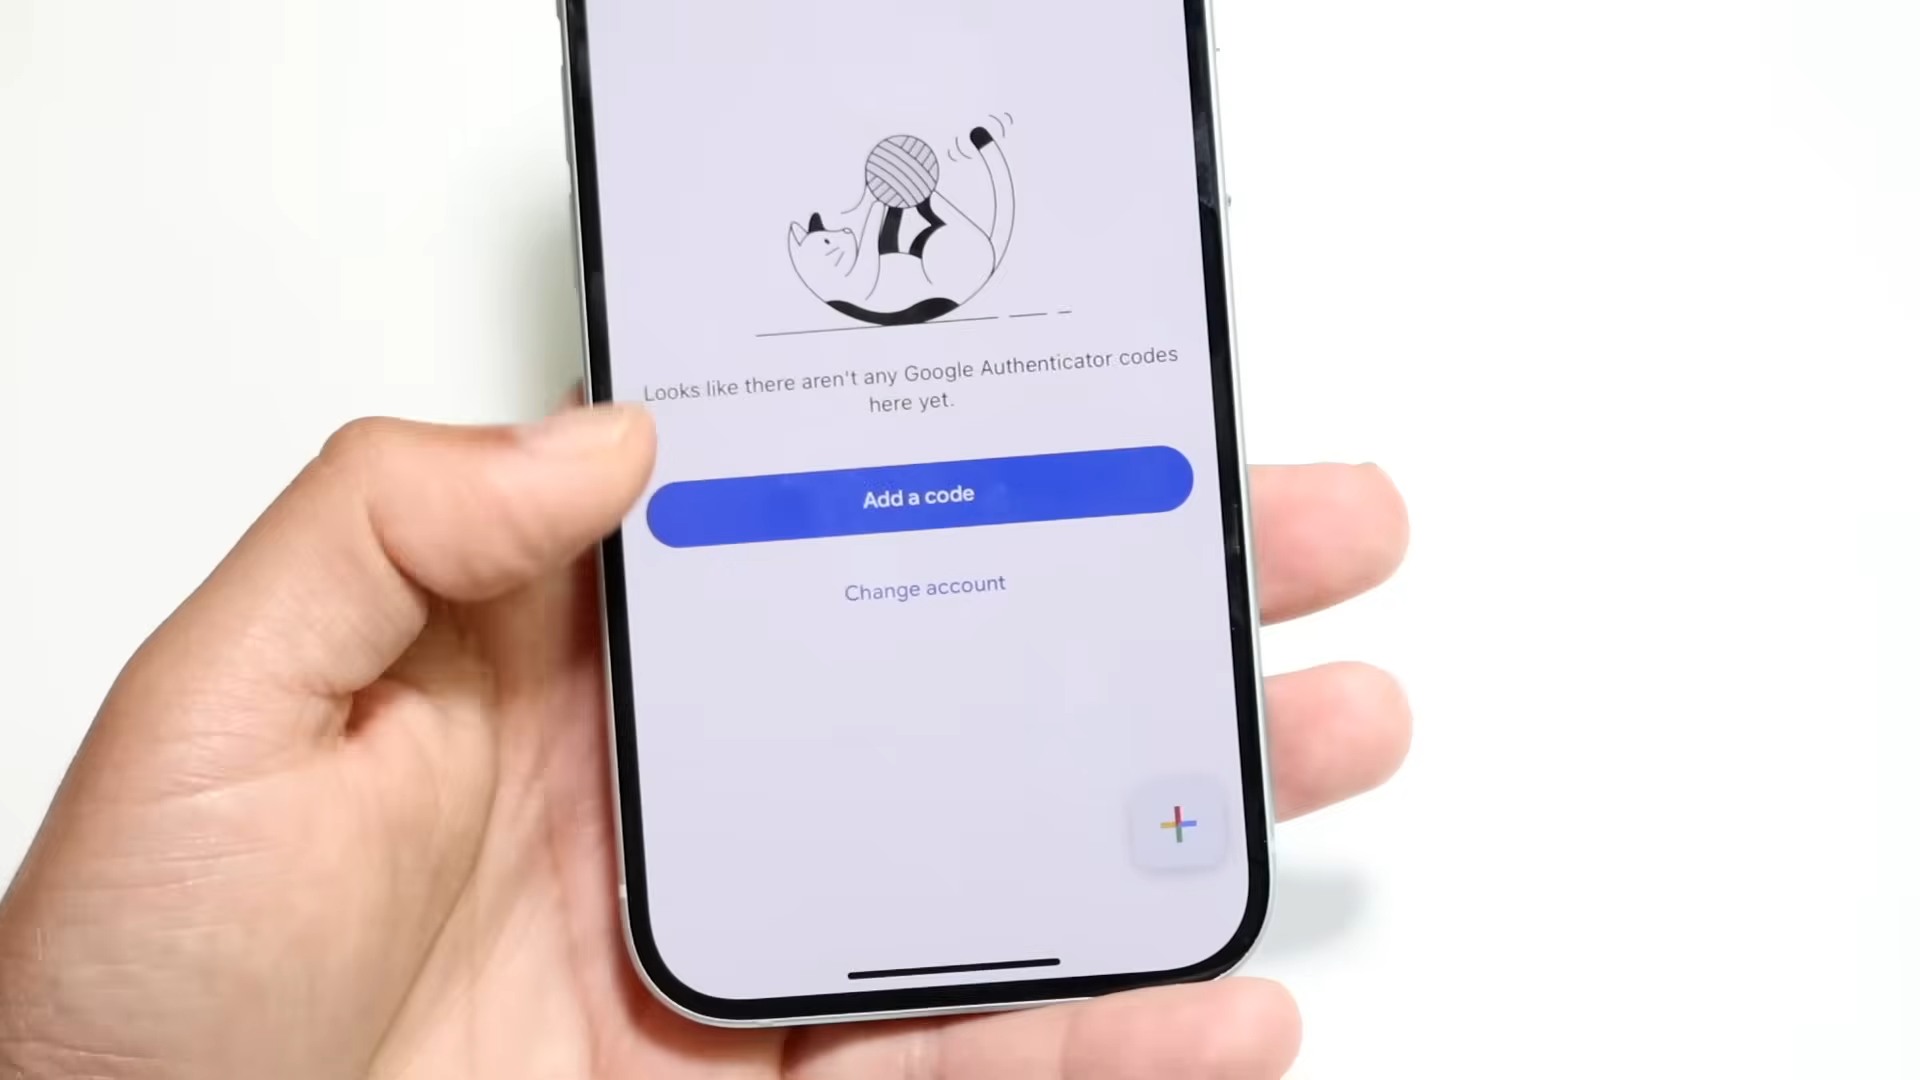 Looks like there aren't any Google Authenticator codes
here yet.
Add a code
Change account